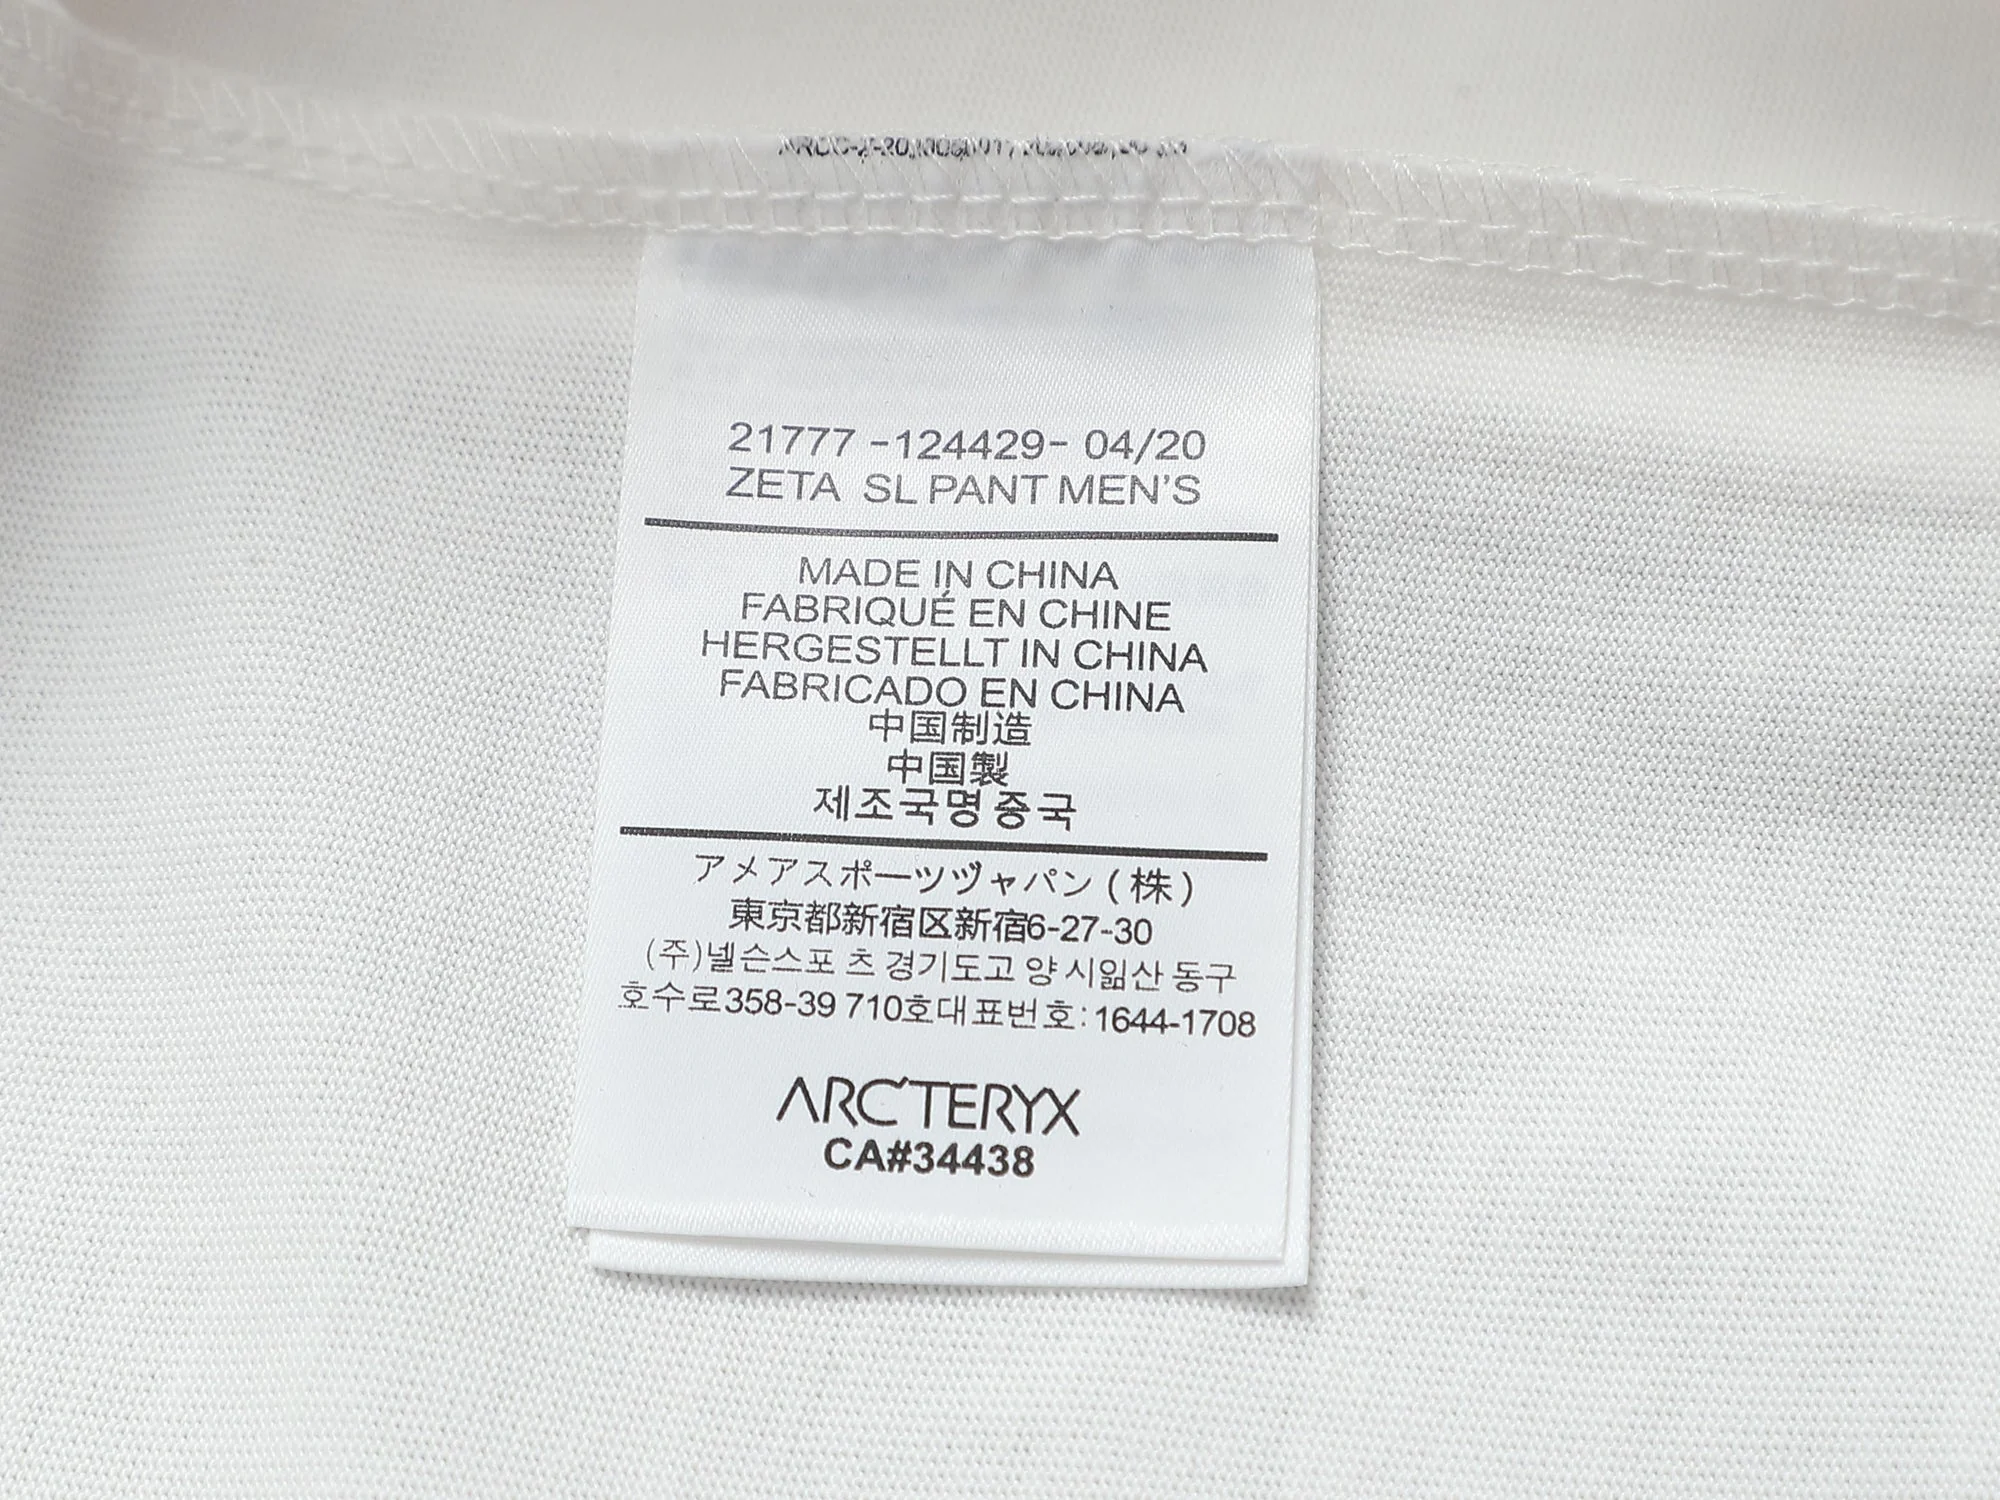 21777 -124429- 04/20
ZETA SL PANT MEN'S
MADE IN CHINA
FABRIQUÉ EN CHINE
HERGESTELLT IN CHINA
FABRICADO EN CHINA
中国制造
中国製
제조국명 중국
アメアスポーツヅャパン (株)
東京都新宿区新宿6-27-30
(주)넬슨스포 츠 경기도고 양 시잂산 동구
호수로358-39 710호대표번호:1644-1708
ARC'TERYX
CA#34438